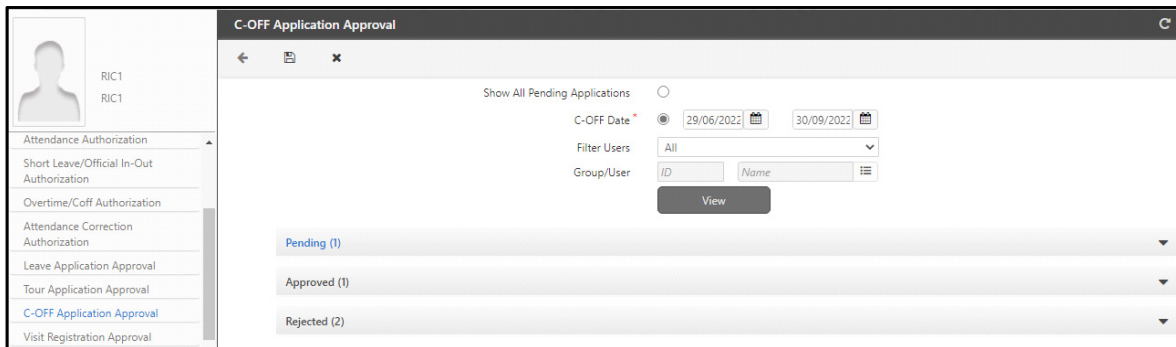 C-OFF Application Approval
RIC1
RIC1
Attendance Authorization
Short Leave/Official In-Out
Authorization
Overtime/Coff Authorization
Attendance Correction
Authorization
Leave Application Approval
Tour Application Approval
C-OFF Application Approval
Visit Registration Approval
Show All Pending Applications
C-OFF Date * 29/06/2022 30/09/2022
Filter Users All
Group/User ID Name
View
Pending (1)
Approved (1)
Rejected (2)